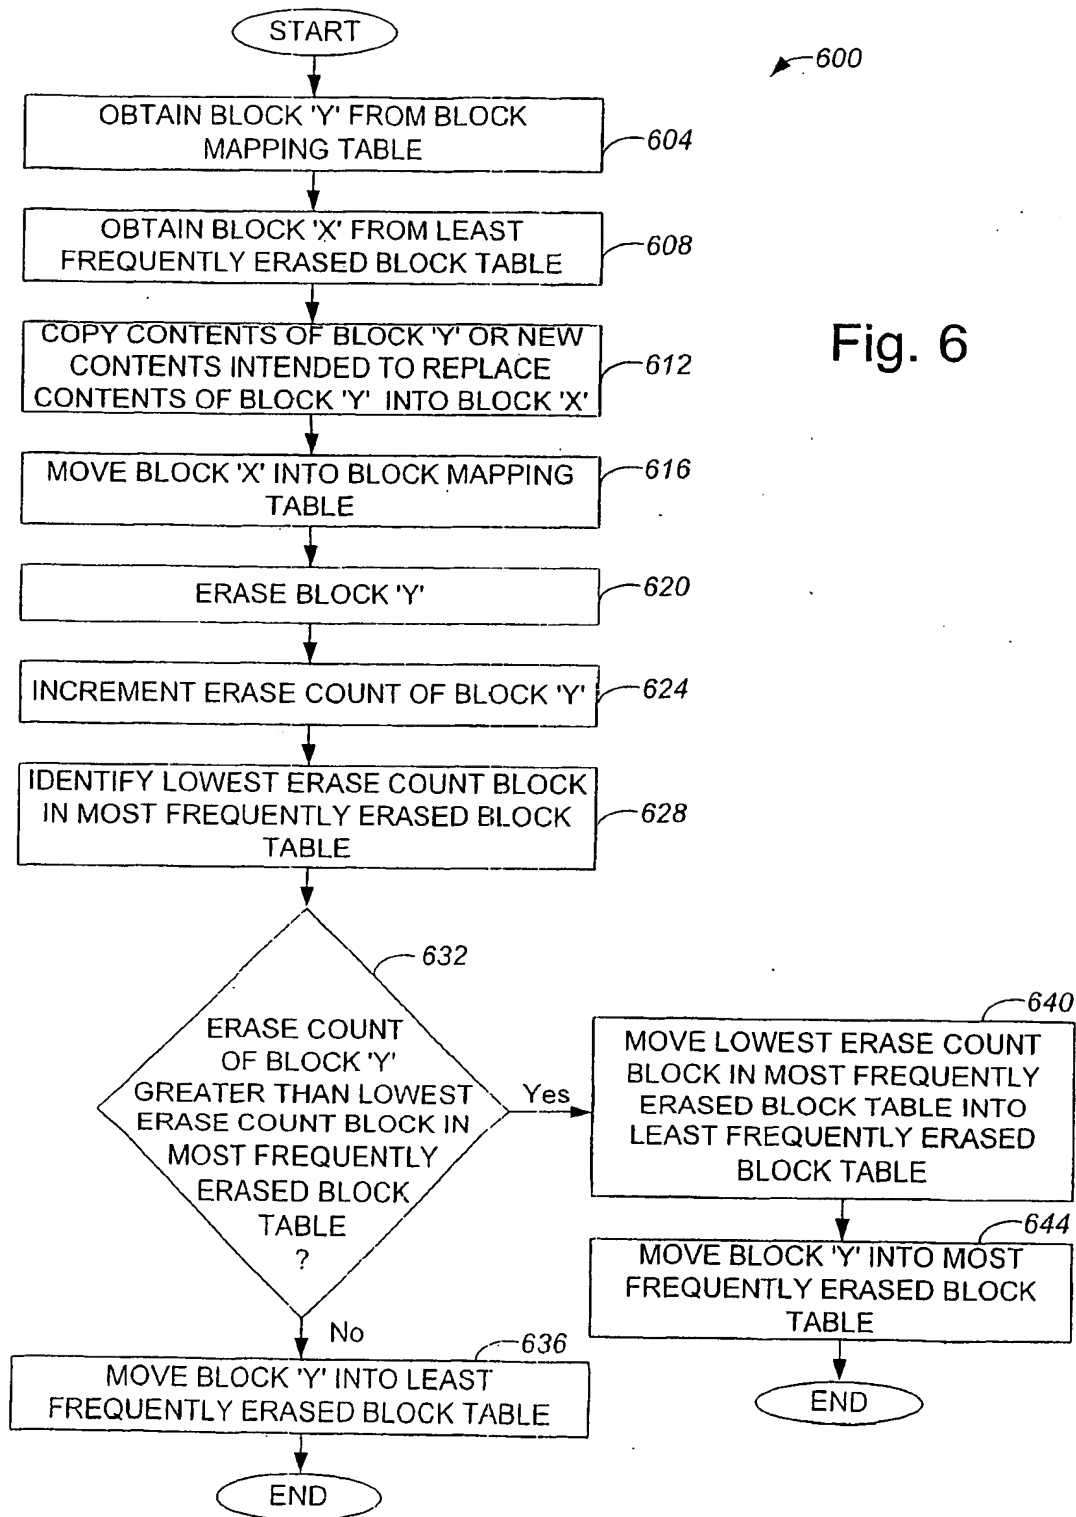 START
600
OBTAIN BLOCK 'Y' FROM BLOCK
MAPPING TABLE
604
OBTAIN BLOCK 'X' FROM LEAST
FREQUENTLY ERASED BLOCK TABLE
608
COPY CONTENTS OF BLOCK 'Y' OR NEW
CONTENTS INTENDED TO REPLACE
CONTENTS OF BLOCK 'Y' INTO BLOCK 'X'
612
Fig. 6
MOVE BLOCK 'X' INTO BLOCK MAPPING
TABLE
616
ERASE BLOCK 'Y'
620
INCREMENT ERASE COUNT OF BLOCK 'Y'
624
IDENTIFY LOWEST ERASE COUNT BLOCK
IN MOST FREQUENTLY ERASED BLOCK
TABLE
628
632
ERASE COUNT
OF BLOCK 'Y'
GREATER THAN LOWEST
ERASE COUNT BLOCK IN
MOST FREQUENTLY
ERASED BLOCK
TABLE
?
Yes
640
MOVE LOWEST ERASE COUNT
BLOCK IN MOST FREQUENTLY
ERASED BLOCK TABLE INTO
LEAST FREQUENTLY ERASED
BLOCK TABLE
644
MOVE BLOCK 'Y' INTO MOST
FREQUENTLY ERASED BLOCK
TABLE
END
No
636
MOVE BLOCK 'Y' INTO LEAST
FREQUENTLY ERASED BLOCK TABLE
END